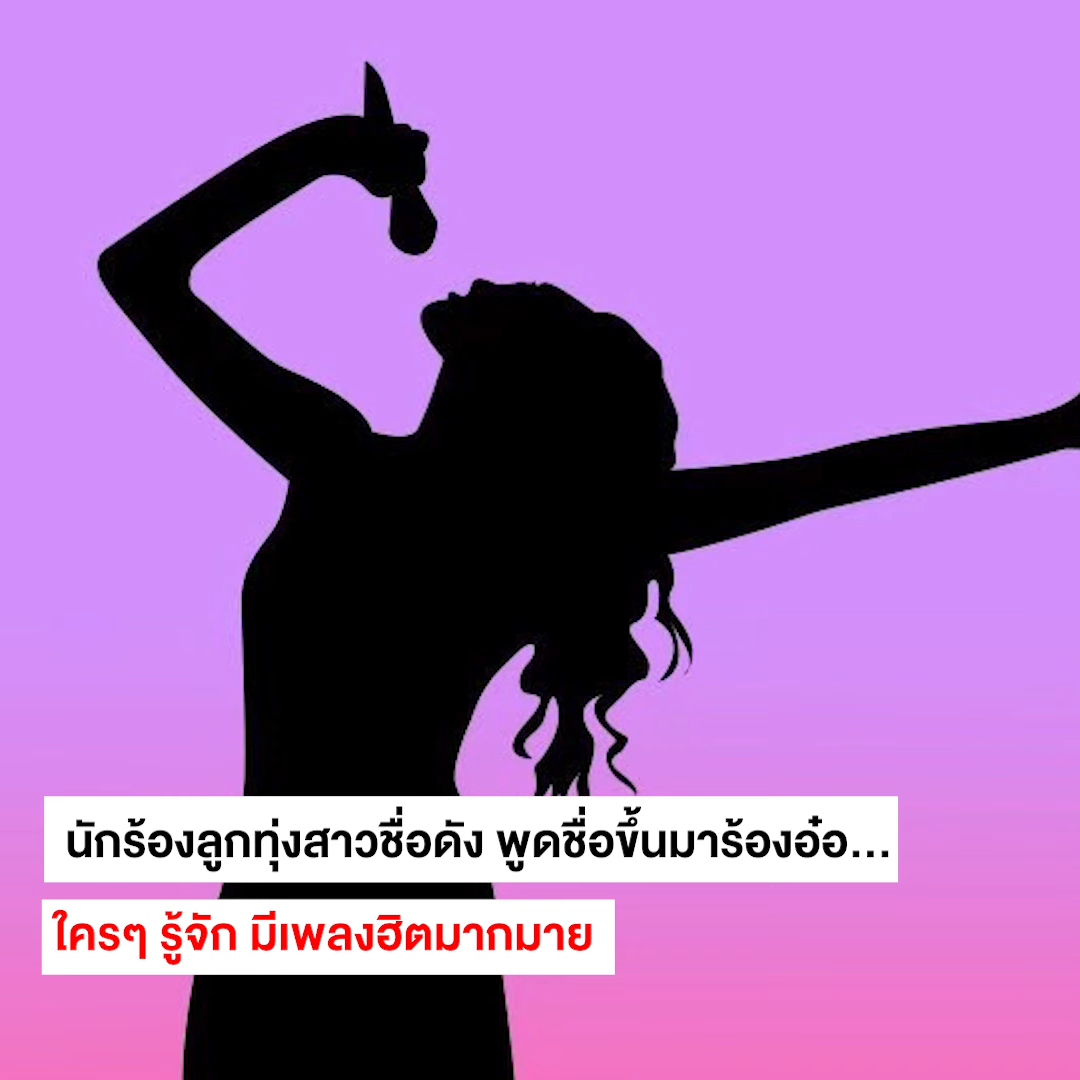 นักร้องลูกทุ่งสาวชื่อดัง พูดชื่อขึ้นมาร้องอ๋อ...
ใครๆ รู้จัก มีเพลงฮิตมากมาย